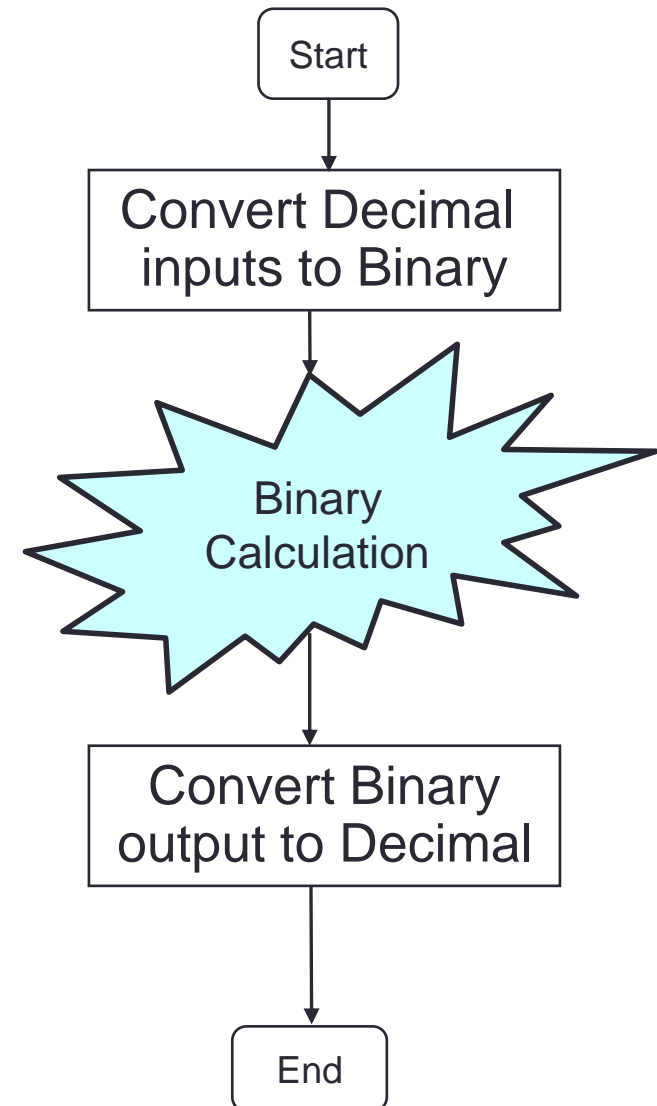 Start
Convert Decimal
inputs to Binary
Binary
Calculation
Convert Binary
output to Decimal
End